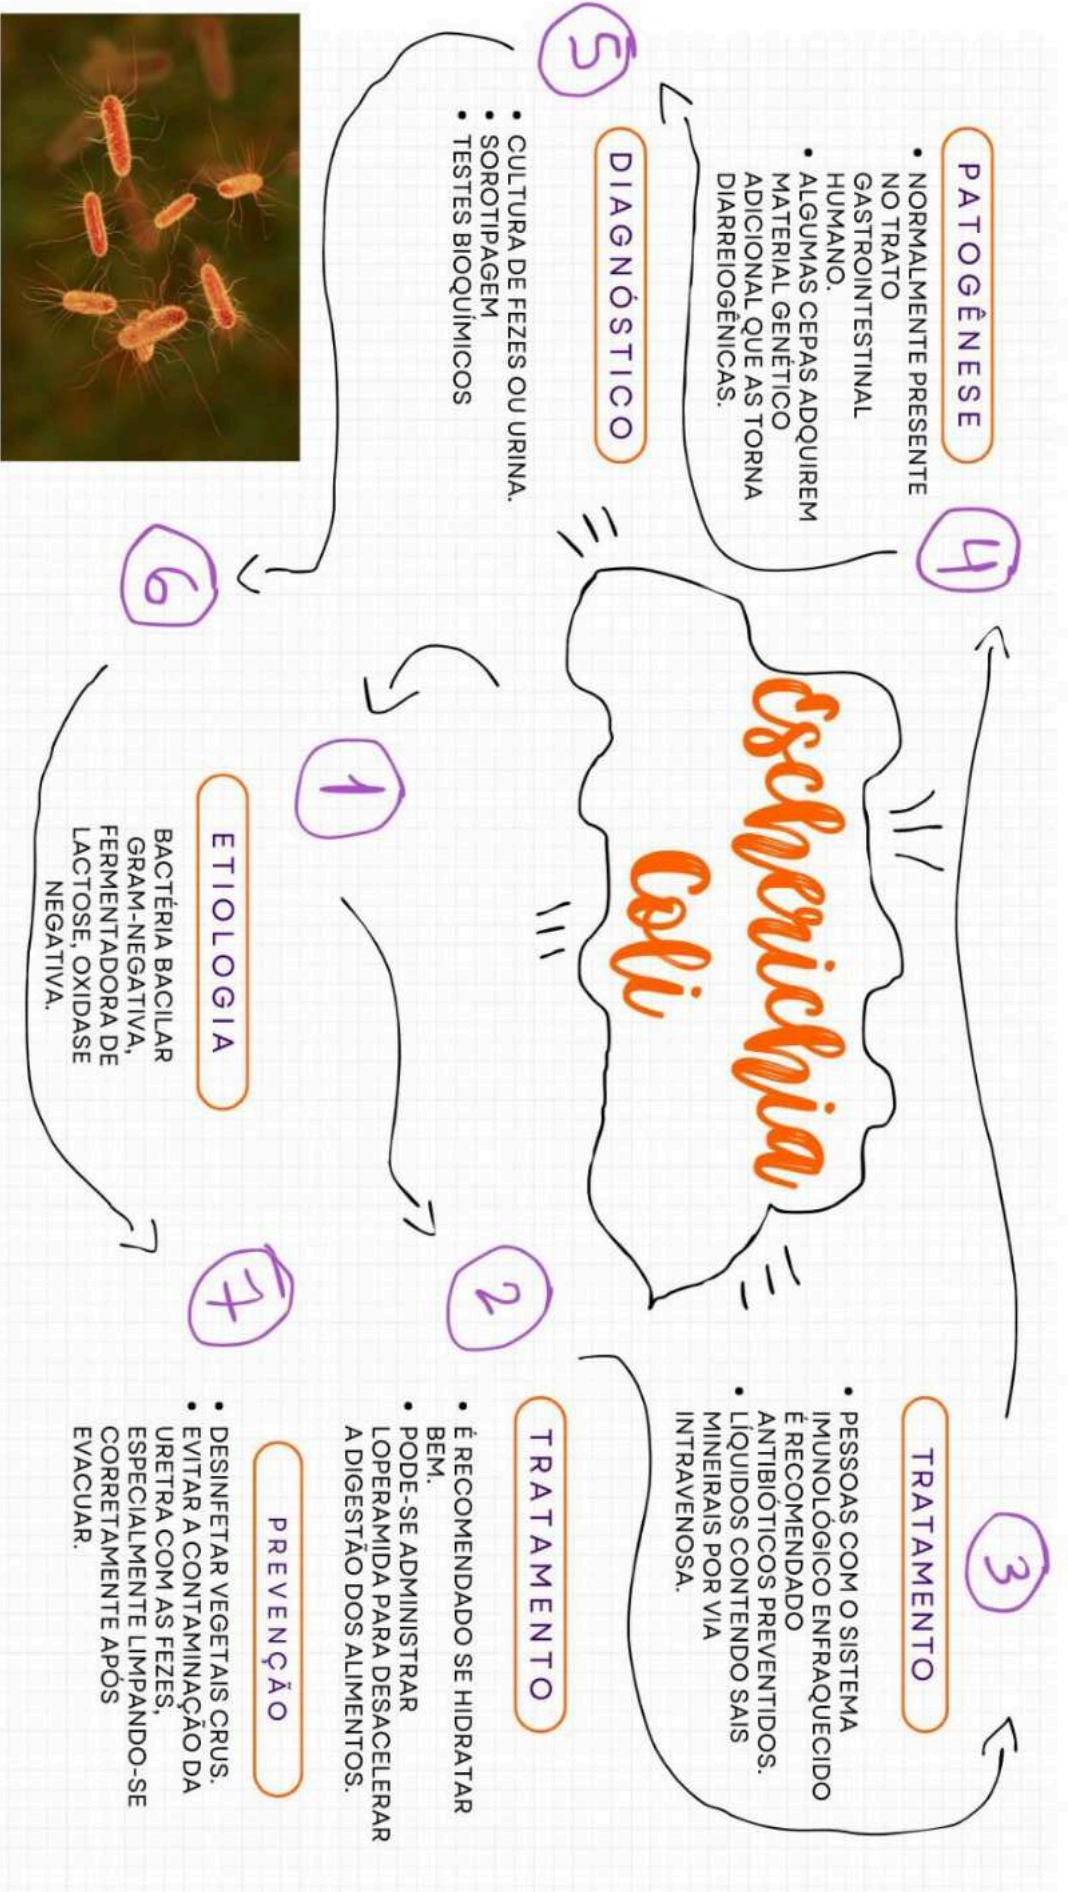 Escherichia
Coli
1
ETIOLOGIA
BACTÉRIA BACILAR
GRAM-NEGATIVA,
FERMENTADORA DE
LACTOSE, OXIDASE
NEGATIVA.
2
TRATAMENTO
• É RECOMENDADO SE HIDRATAR
BEM.
• PODE-SE ADMINISTRAR
LOPERAMIDA PARA DESACELERAR
A DIGESTÃO DOS ALIMENTOS.
3
TRATAMENTO
• PESSOAS COM O SISTEMA
IMUNOLÓGICO ENFRAQUECIDO
É RECOMENDADO
ANTIBIÓTICOS PREVENTIDOS.
• LÍQUIDOS CONTENDO SAIS
MINEIRAIS POR VIA
INTRAVENOSA.
4
PATOGÊNESE
• NORMALMENTE PRESENTE
NO TRATO
GASTROINTESTINAL
HUMANO.
• ALGUMAS CEPAS ADQUIREM
MATERIAL GENÉTICO
ADICIONAL QUE AS TORNA
DIARREIOGÊNICAS.
5
DIAGNÓSTICO
• CULTURA DE FEZES OU URINA.
• SOROTIPAGEM
• TESTES BIOQUÍMICOS
6
7
PREVENÇÃO
• DESINFETAR VEGETAIS CRUS.
• EVITAR A CONTAMINAÇÃO DA
URETRA COM AS FEZES,
ESPECIALMENTE LIMPANDO-SE
CORRETAMENTE APÓS
EVACUAR.